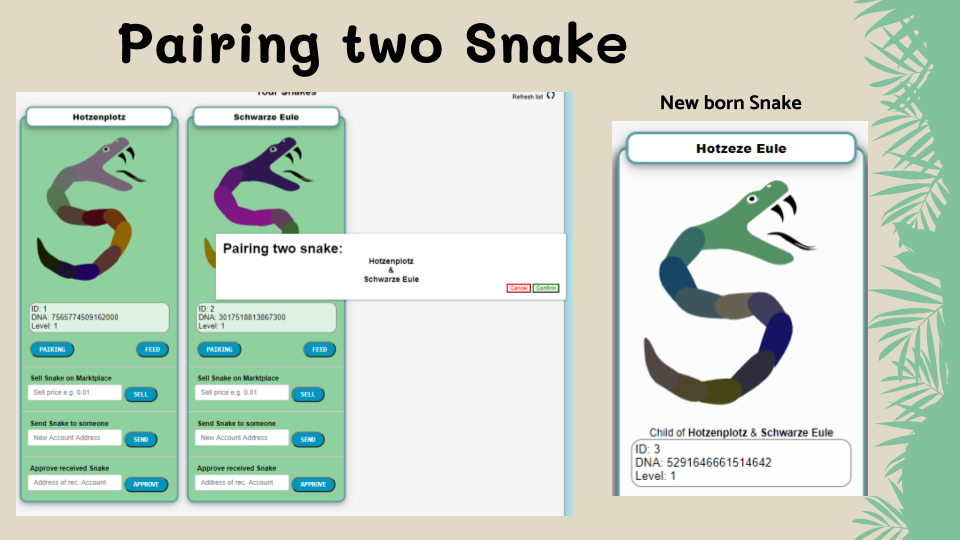 Pairing two Snake
Your Snakes
Refresh list
Hotzenplotz
Schwarze Eule
Pairing two snake:
Hotzenplotz
&
Schwarze Eule
Cancel Confirm
ID: 1
DNA: 7565774509162000
Level: 1
PAIRING FEED
Sell Snake on Marktplace
Sell price e.g. 0.01 SELL
Send Snake to someone
New Account Address SEND
Approve received Snake
Address of rec. Account APPROVE
ID: 2
DNA: 3017518813867300
Level: 1
PAIRING FEED
Sell Snake on Marktplace
Sell price e.g. 0.01 SELL
Send Snake to someone
New Account Address SEND
Approve received Snake
Address of rec. Account APPROVE
New born Snake
Hotzeze Eule
Child of Hotzenplotz & Schwarze Eule
ID: 3
DNA: 5291646661514642
Level: 1